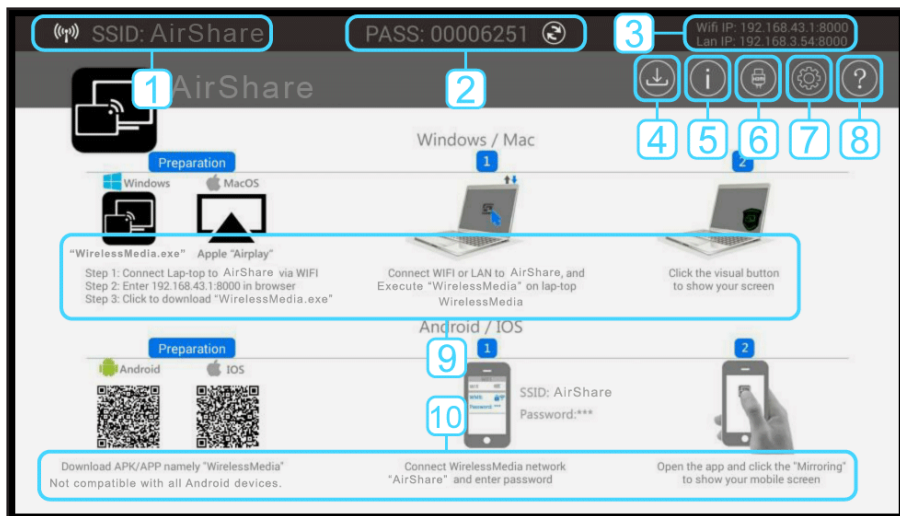 SSID: AirShare
PASS: 00006251
3
Wifi IP: 192.168.43.1:8000
Lan IP: 192.168.3.54:8000
1
2
AirShare
HDMI
4
5
6
7
8
Windows / Mac
Preparation
1
2
Windows
MacOS
"WirelessMedia.exe"
Apple "Airplay"
Step 1: Connect Lap-top to AirShare via WIFI
Step 2: Enter 192.168.43.1:8000 in browser
Step 3: Click to download "WirelessMedia.exe"
Connect WIFI or LAN to AirShare, and
Execute "WirelessMedia" on lap-top
WirelessMedia
Click the visual button
to show your screen
Android / IOS
9
Preparation
1
2
Android
IOS
10
SSID: AirShare
Password:***
Download APK/APP namely "WirelessMedia"
Not compatible with all Android devices.
Connect WirelessMedia network
"AirShare" and enter password
Open the app and click the "Mirroring"
to show your mobile screen